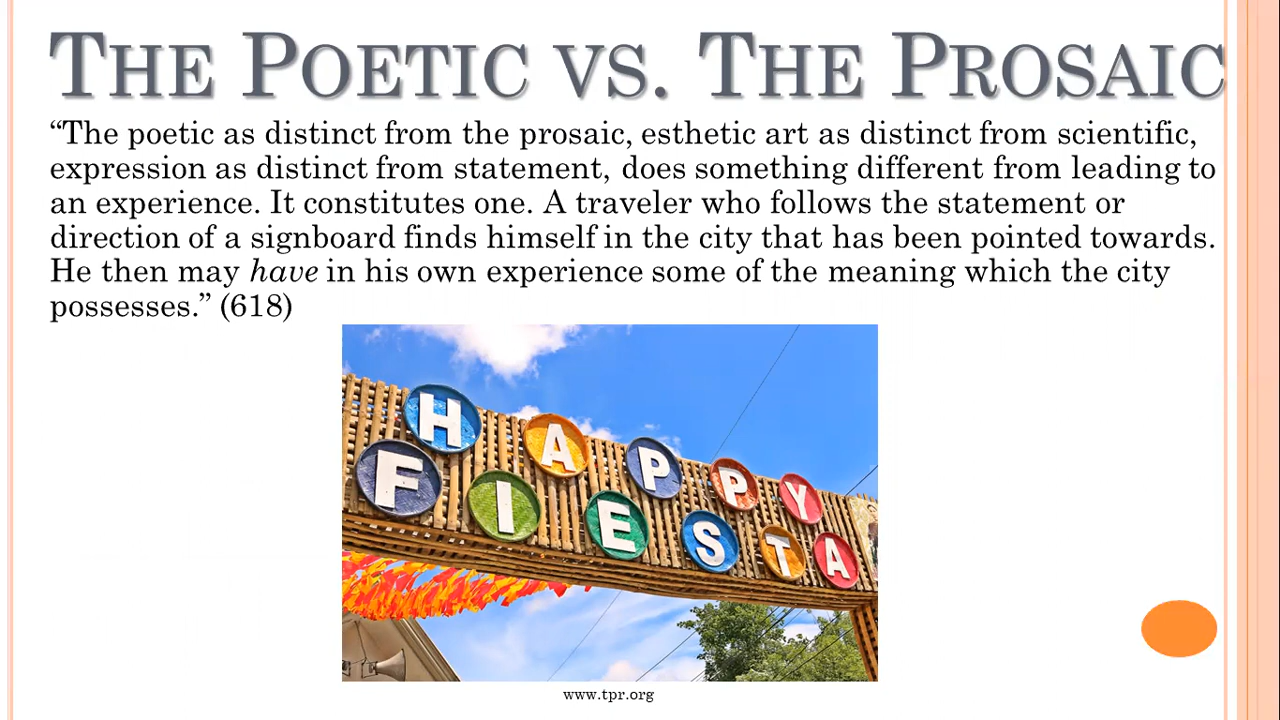 THE POETIC VS. THE PROSAIC
“The poetic as distinct from the prosaic, esthetic art as distinct from scientific,
expression as distinct from statement, does something different from leading to
an experience. It constitutes one. A traveler who follows the statement or
direction of a signboard finds himself in the city that has been pointed towards.
He then may have in his own experience some of the meaning which the city
possesses.” (618)
HAPPY
FIESTA
www.tpr.org